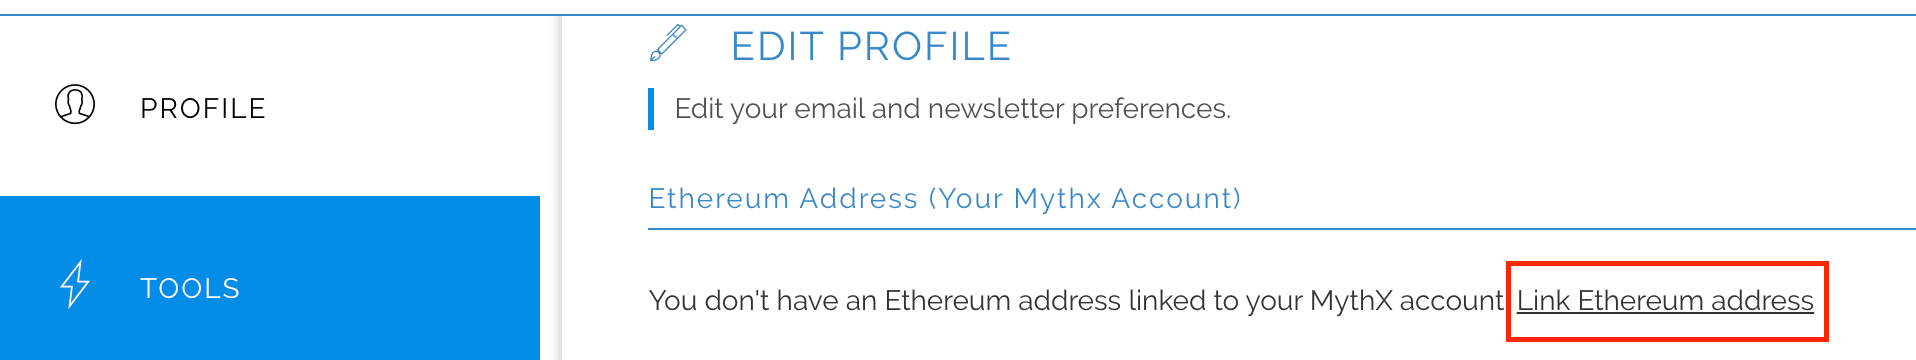 PROFILE
TOOLS
EDIT PROFILE
Edit your email and newsletter preferences.
Ethereum Address (Your Mythx Account)
You don't have an Ethereum address linked to your MythX account Link Ethereum address